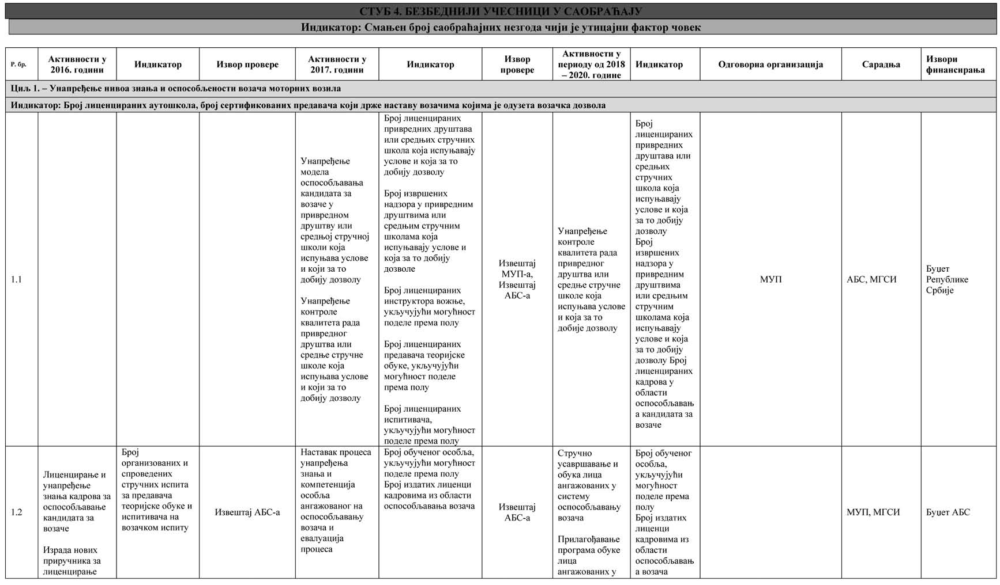 СТУБ 4. БЕЗБЕДНИЈИ УЧЕСНИЦИ У САОБРАЋАЈУ
Индикатор: Смањен број саобраћајних незгода чији је утицајни фактор човек
Р. бр.
Активности у
2016. години
Индикатор
Извор провере
Активности у
2017. години
Индикатор
Извор
провере
Активности у
периоду од 2018
– 2020. године
Индикатор
Одговорна организација
Сарадња
Извори
финансирања
Циљ 1. – Унапређење нивоа знања и оспособљености возача моторних возила
Индикатор: Број лиценцираних аутошкола, број сертификованих предавача који држе наставу возачима којима је одузета возачка дозвола
1.1
Унапређење
модела
оспособљавања
кандидата за
возаче у
привредном
друштву или
средњој стручној
школи која
испуњава услове
и који за то
добију дозволу
Унапређење
контроле
квалитета рада
привредног
друштва или
средње стручне
школе која
испуњава услове
и који за то
добију дозволу
Број лиценцираних
привредних друштава
или средњих стручних
школа која испуњавају
услове и која за то
добију дозволу
Број извршених
надзора у привредним
друштвима или
средњим стручним
школама која
испуњавају услове и
која за то добију
дозволе
Број лиценцираних
инструктора вожње,
укључујући могућност
поделе према полу
Број лиценцираних
предавача теоријске
обуке, укључујући
могућност поделе
према полу
Број лиценцираних
испитивача,
укључујући могућност
поделе према полу
Извештај
МУП-а,
Извештај
АБС-а
Унапређење
контроле
квалитета рада
привредног
друштва или
средње стручне
школе која
испуњава услове
и која за то
добије дозволу
Број
лиценцираних
привредних
друштава или
средњих
стручних
школа која
испуњавају
услове и која
за то добију
дозволу
Број
извршених
надзора у
привредним
друштвима
или средњим
стручним
школама која
испуњавају
услове и која
за то добију
дозволу Број
лиценцираних
кадрова у
области
оспособљавањ
а кандидата за
возаче
МУП
АБС, МГСИ
Буџет
Републике
Србије
1.2
Лиценцирање и
унапређење
знања кадрова за
оспособљавање
кандидата за
возаче
Израда нових
приручника за
лиценцирање
Број
организованих и
спроведених
стручних испита
за предавача
теоријске обуке и
испитивача на
возачком испиту
Извештај АБС-а
Наставак процеса
унапређења
знања и
компетенција
особља
ангажованог на
оспособљавању
возача и
евалуација
процеса
Број обученог особља,
укључујући могућност
поделе према полу
Број издатих лиценци
кадровима из области
оспособљавања возача
Извештај
АБС-а
Стручно
усавршавање и
обука лица
ангажованих у
систему
оспособљавању
возача
Прилагођавање
програма обуке
лица
ангажованих у
Број обученог
особља,
укључујући
могућност
поделе према
полу
Број издатих
лиценци
кадровима из
области
оспособљавањ
а возача
МУП, МГСИ
Буџет АБС